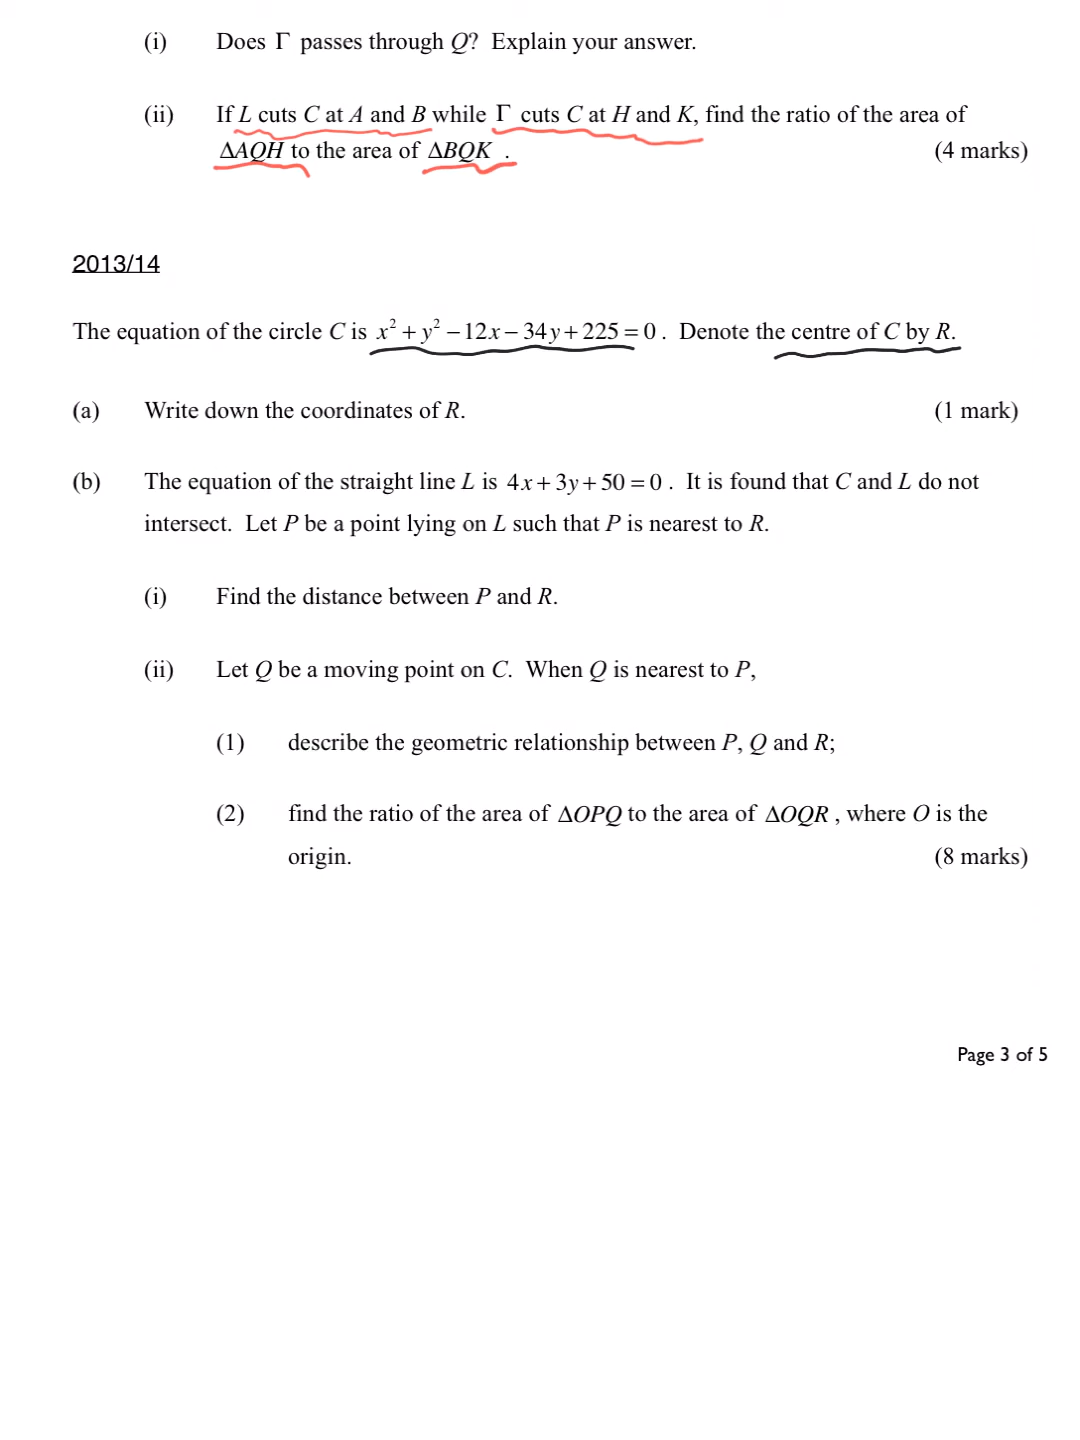 (i) Does Γ passes through Q? Explain your answer.
(ii) If L cuts C at A and B while Γ cuts C at H and K, find the ratio of the area of
ΔAQH to the area of ΔBQK . (4 marks)
2013/14
The equation of the circle C is x² + y² − 12x − 34y + 225 = 0 . Denote the centre of C by R.
(a) Write down the coordinates of R. (1 mark)
(b) The equation of the straight line L is 4x + 3y + 50 = 0 . It is found that C and L do not
intersect. Let P be a point lying on L such that P is nearest to R.
(i) Find the distance between P and R.
(ii) Let Q be a moving point on C. When Q is nearest to P,
(1) describe the geometric relationship between P, Q and R;
(2) find the ratio of the area of ΔOPQ to the area of ΔOQR , where O is the
origin. (8 marks)
Page 3 of 5